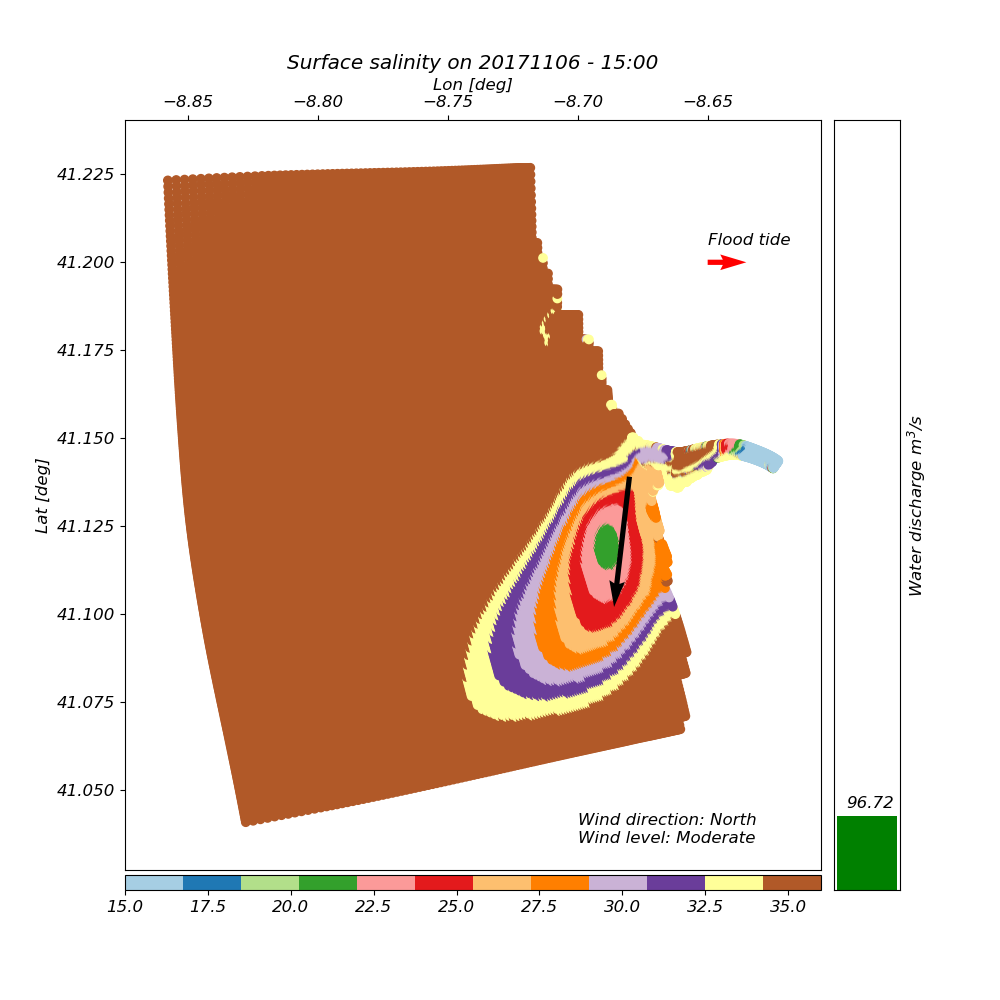 Surface salinity on 20171106 - 15:00
Lon [deg]
−8.85 −8.80 −8.75 −8.70 −8.65
41.225
41.200
41.175
41.150
41.125
41.100
41.075
41.050
Lat [deg]
Flood tide
Wind direction: North
Wind level: Moderate
15.0 17.5 20.0 22.5 25.0 27.5 30.0 32.5 35.0
96.72
Water discharge m³/s